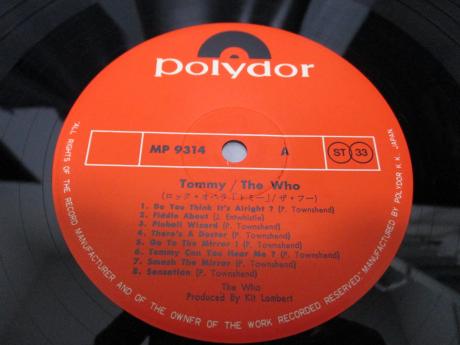 polydor
MP 9314 A ST 33
Tommy / The Who
(ロック・オペラ「トミー」/ザ・フー)
1. Do You Think It's Alright ? (P. Townshend)
2. Fiddle About (J. Entwhistle)
3. Pinball Wizard (P. Townshend)
4. There's A Doctor (P. Townshend)
5. Go To The Mirror ! (P. Townshend)
6. Tommy Can You Hear Me ? (P. Townshend)
7. Smash The Mirror (P. Townshend)
8. Sensation (P. Townshend)
The Who
Produced By Kit Lambert
"ALL RIGHTS OF THE RECORD MANUFACTURER AND OF THE OWNER OF THE WORK RECORDED RESERVED" MANUFACTURED BY POLYDOR K.K. JAPAN